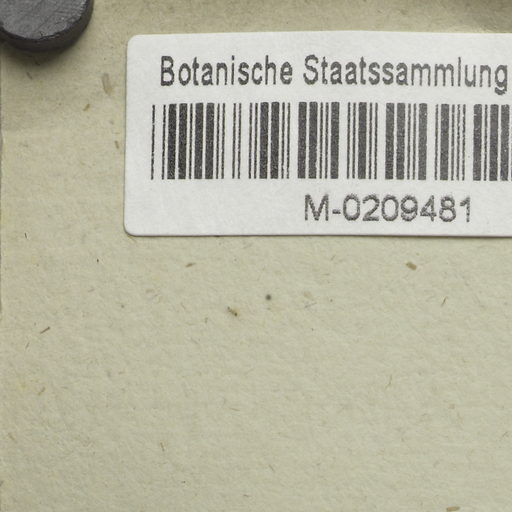 Botanische Staatssammlung
M-0209481